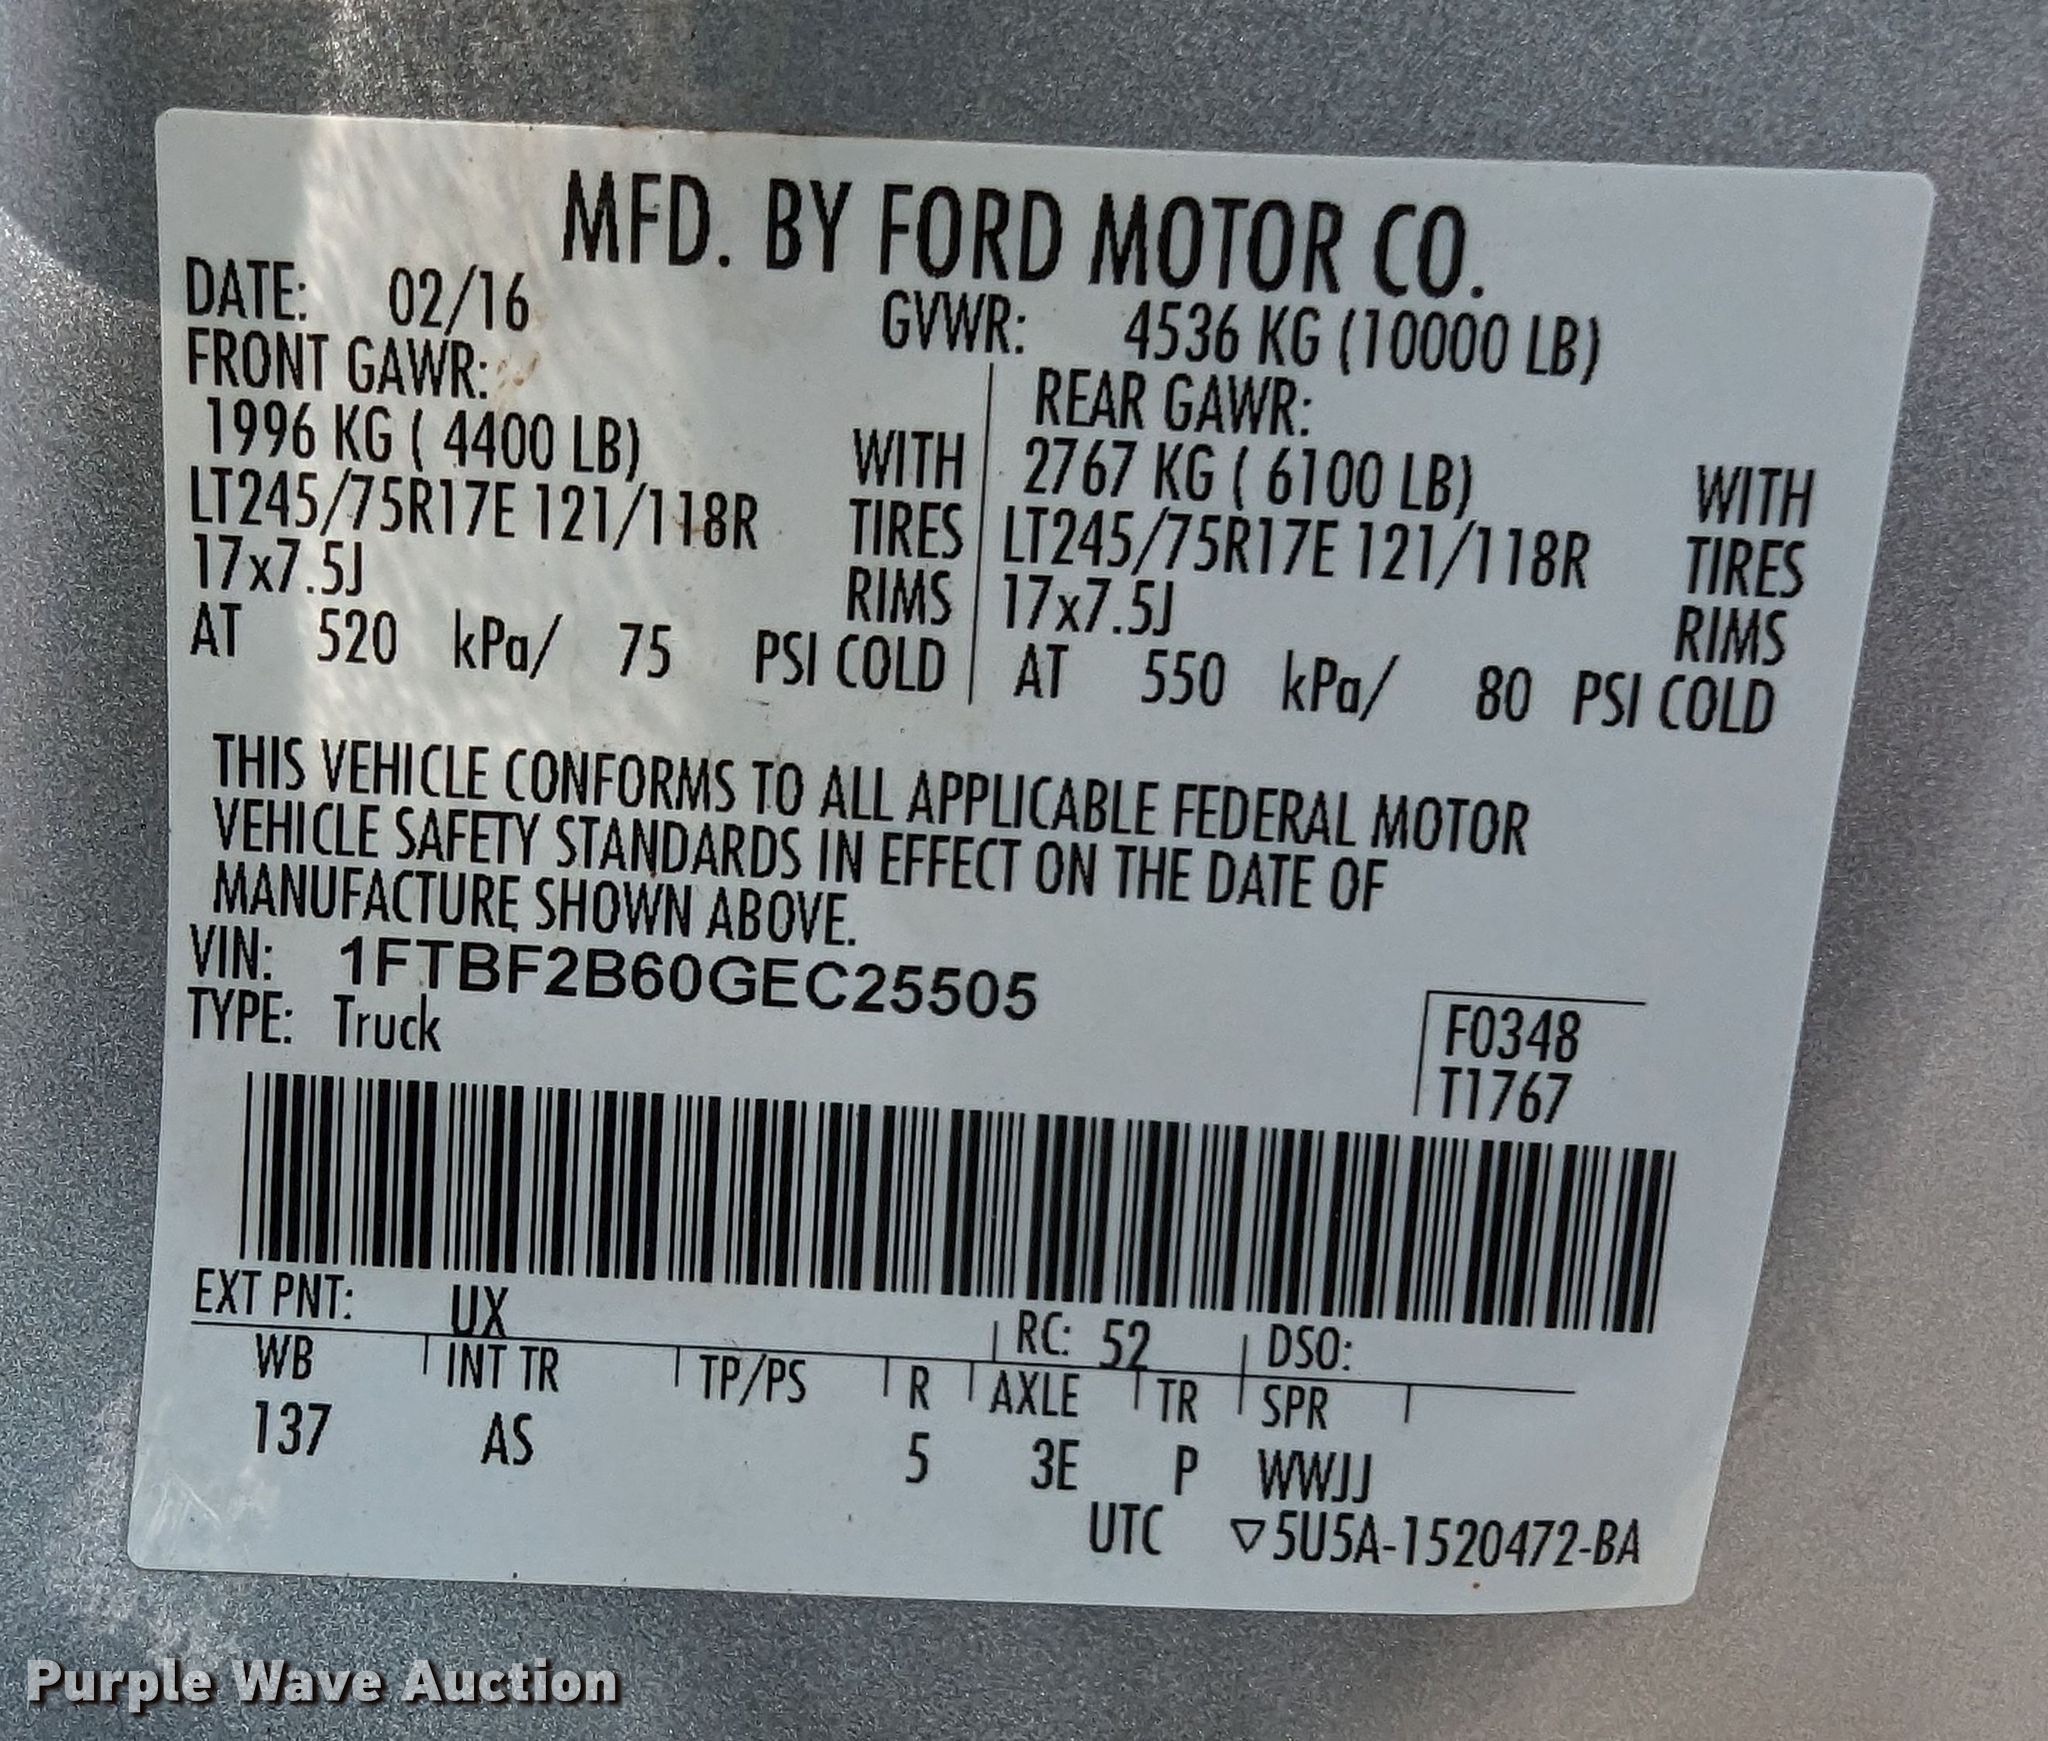 MFD. BY FORD MOTOR CO.
DATE: 02/16 GVWR: 4536 KG (10000 LB)
FRONT GAWR: REAR GAWR:
1996 KG ( 4400 LB) WITH 2767 KG ( 6100 LB) WITH
LT245/75R17E 121/118R TIRES LT245/75R17E 121/118R TIRES
17x7.5J RIMS 17x7.5J RIMS
AT 520 kPa/ 75 PSI COLD AT 550 kPa/ 80 PSI COLD
THIS VEHICLE CONFORMS TO ALL APPLICABLE FEDERAL MOTOR
VEHICLE SAFETY STANDARDS IN EFFECT ON THE DATE OF
MANUFACTURE SHOWN ABOVE.
VIN: 1FTBF2B60GEC25505
TYPE: Truck
F0348
T1767
EXT PNT: UX RC: 52 DSO:
WB INT TR TP/PS R AXLE TR SPR
137 AS 5 3E P WWJJ
UTC ▽5U5A-1520472-BA
Purple Wave Auction